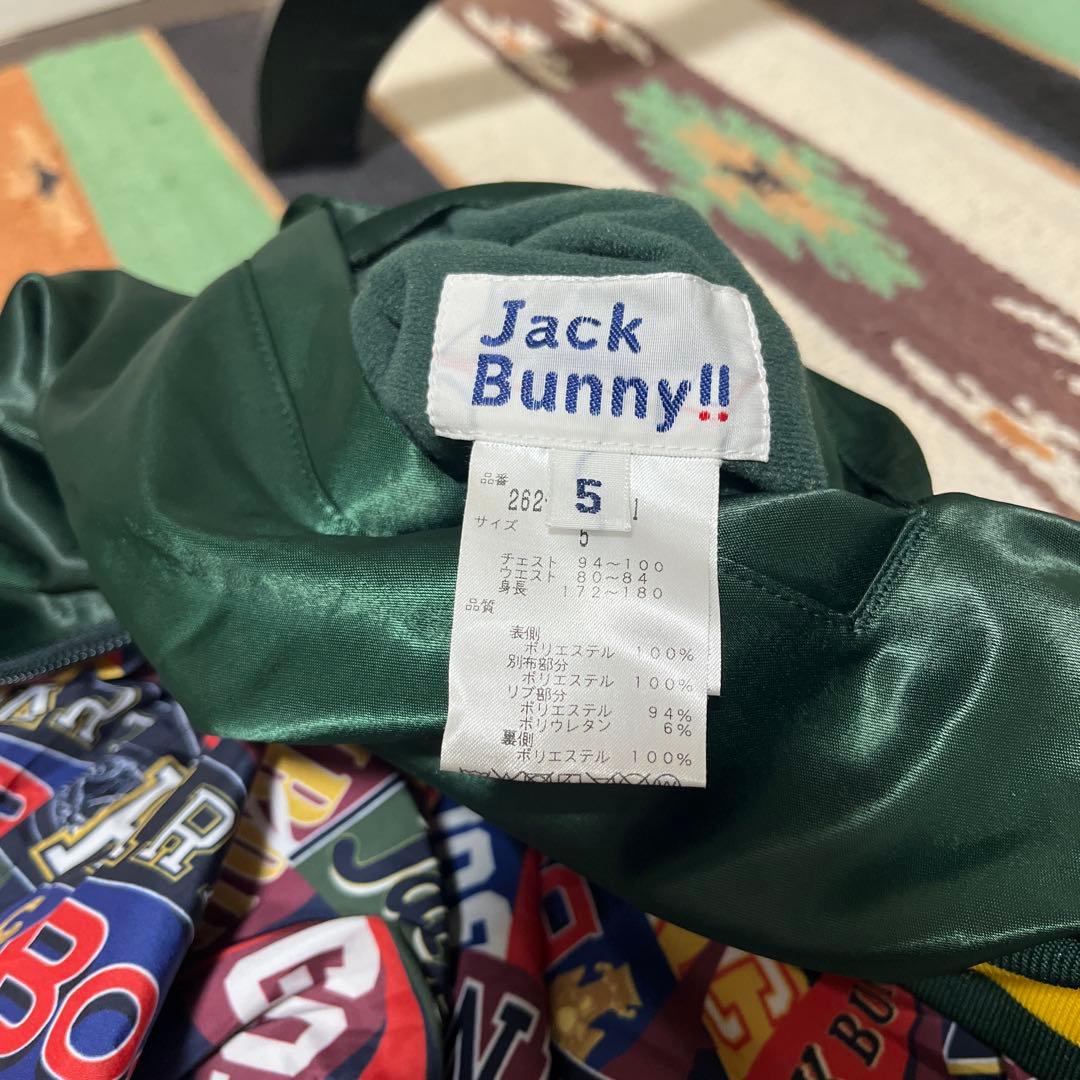 Jack
Bunny!!
品番
262
5
サイズ
5
チェスト 94～100
ウエスト 80～84
身長 172～180
品質
表側
ポリエステル 100%
別布部分
ポリエステル 100%
リブ部分
ポリエステル 94%
ポリウレタン 6%
裏側
ポリエステル 100%
BO